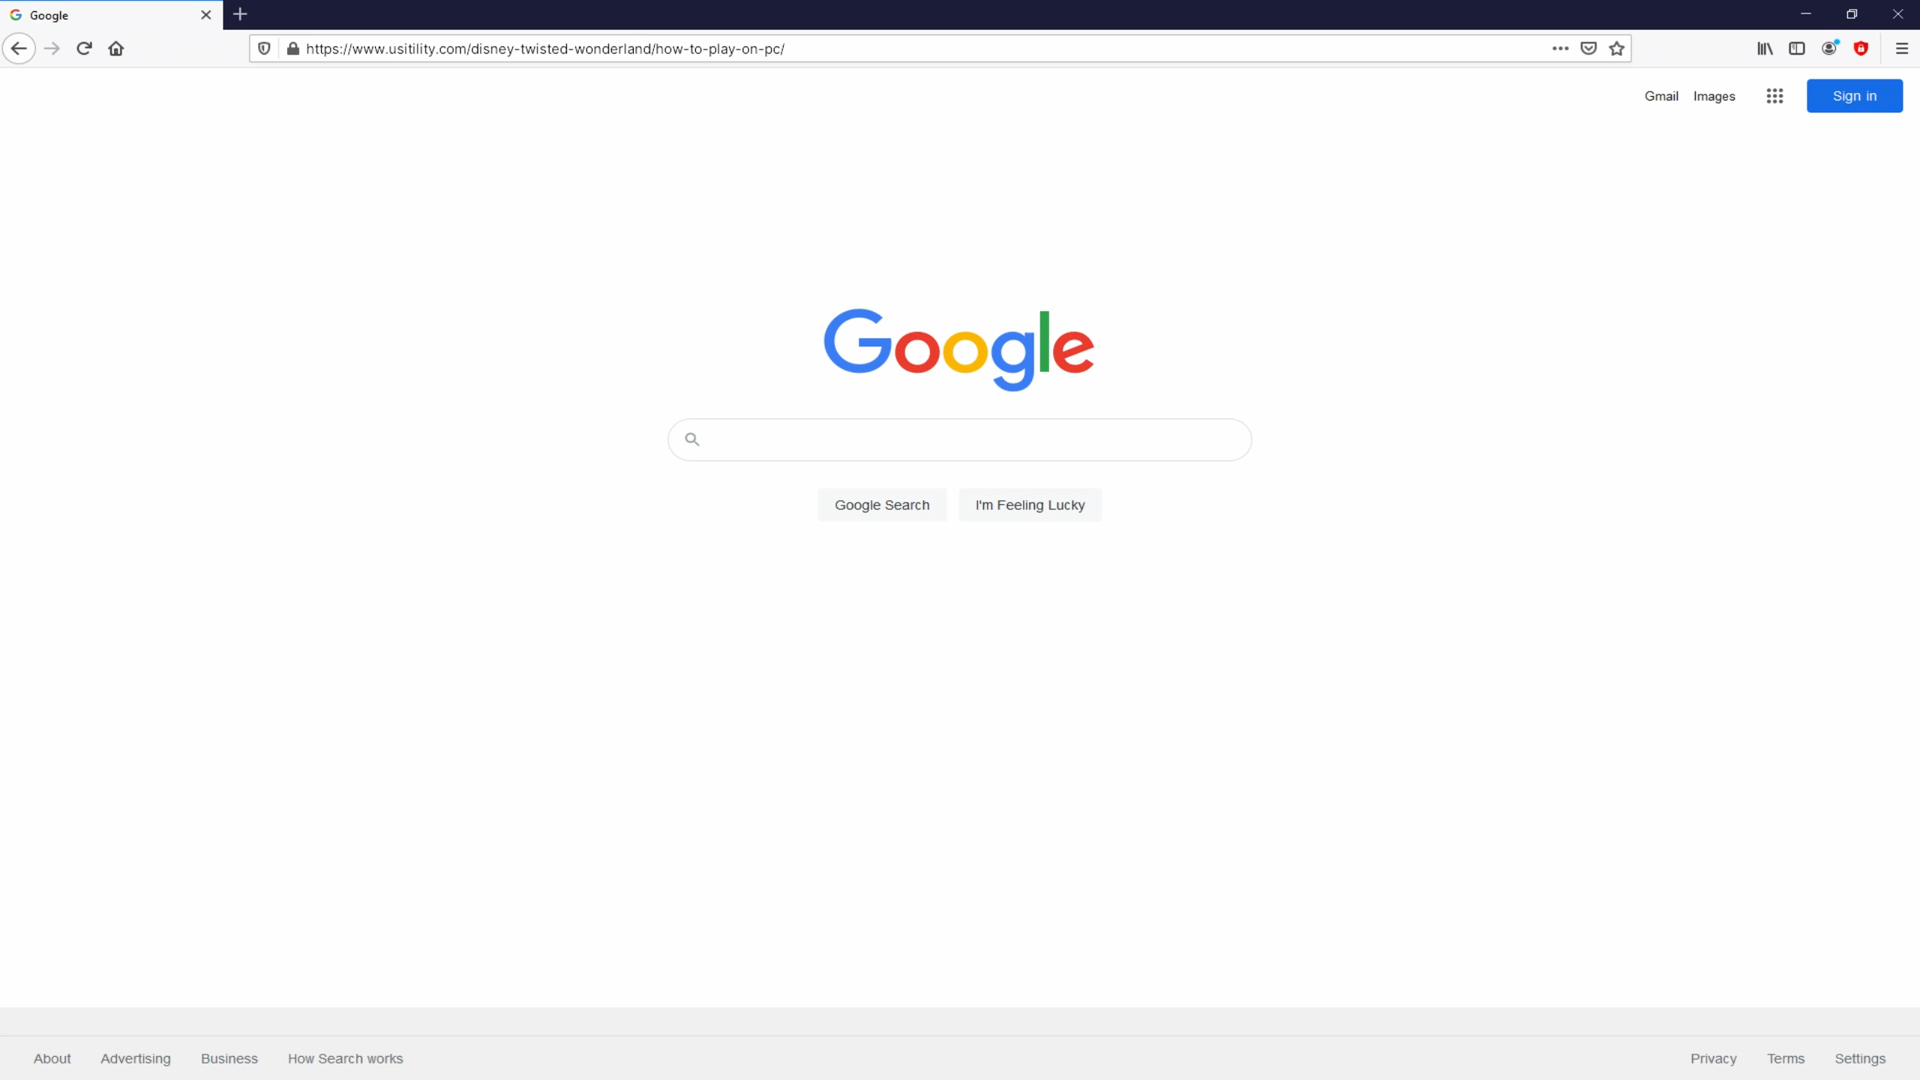 Google
https://www.usitility.com/disney-twisted-wonderland/how-to-play-on-pc/
Gmail Images Sign in
Google
Google Search I'm Feeling Lucky
About Advertising Business How Search works Privacy Terms Settings